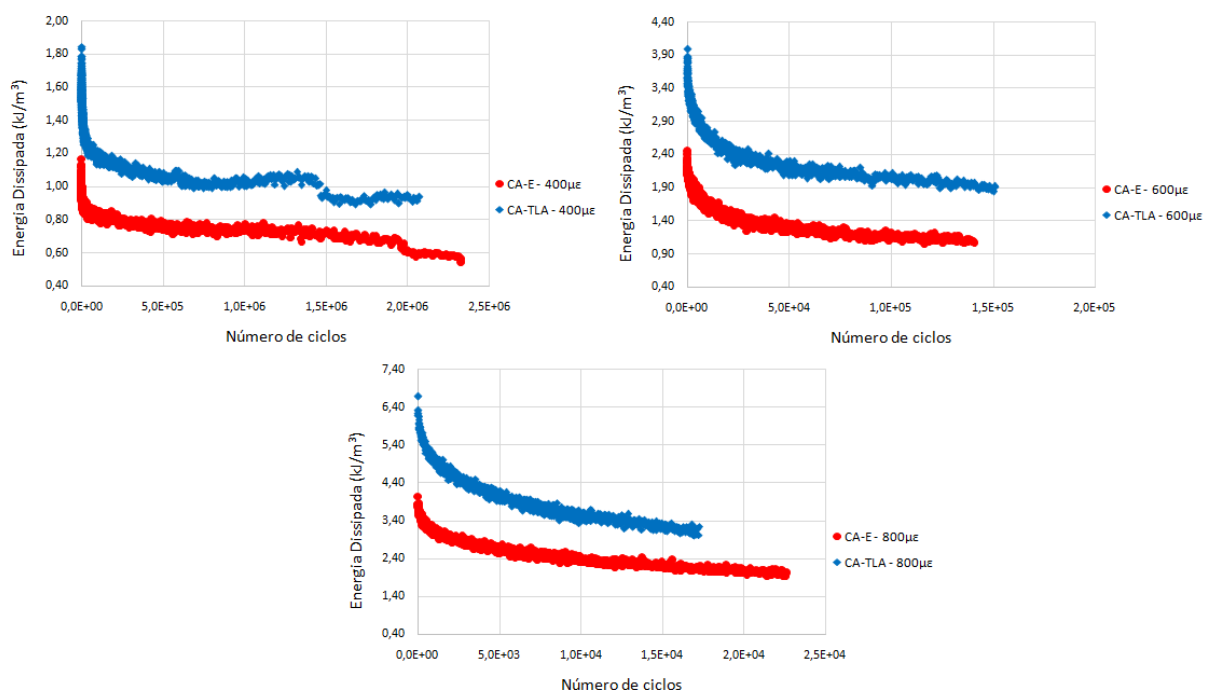 2,00
1,80
1,60
1,40
1,20
1,00
0,80
0,60
0,40
Energia Dissipada (kJ/m³)
0,0E+00
5,0E+05
1,0E+06
1,5E+06
2,0E+06
2,5E+06
Número de ciclos
CA-E - 400µε
CA-TLA - 400µε
4,40
3,90
3,40
2,90
2,40
1,90
1,40
0,90
0,40
Energia Dissipada (kJ/m³)
0,0E+00
5,0E+04
1,0E+05
1,5E+05
2,0E+05
Número de ciclos
CA-E - 600µε
CA-TLA - 600µε
7,40
6,40
5,40
4,40
3,40
2,40
1,40
0,40
Energia Dissipada (kJ/m³)
0,0E+00
5,0E+03
1,0E+04
1,5E+04
2,0E+04
2,5E+04
Número de ciclos
CA-E - 800µε
CA-TLA - 800µε